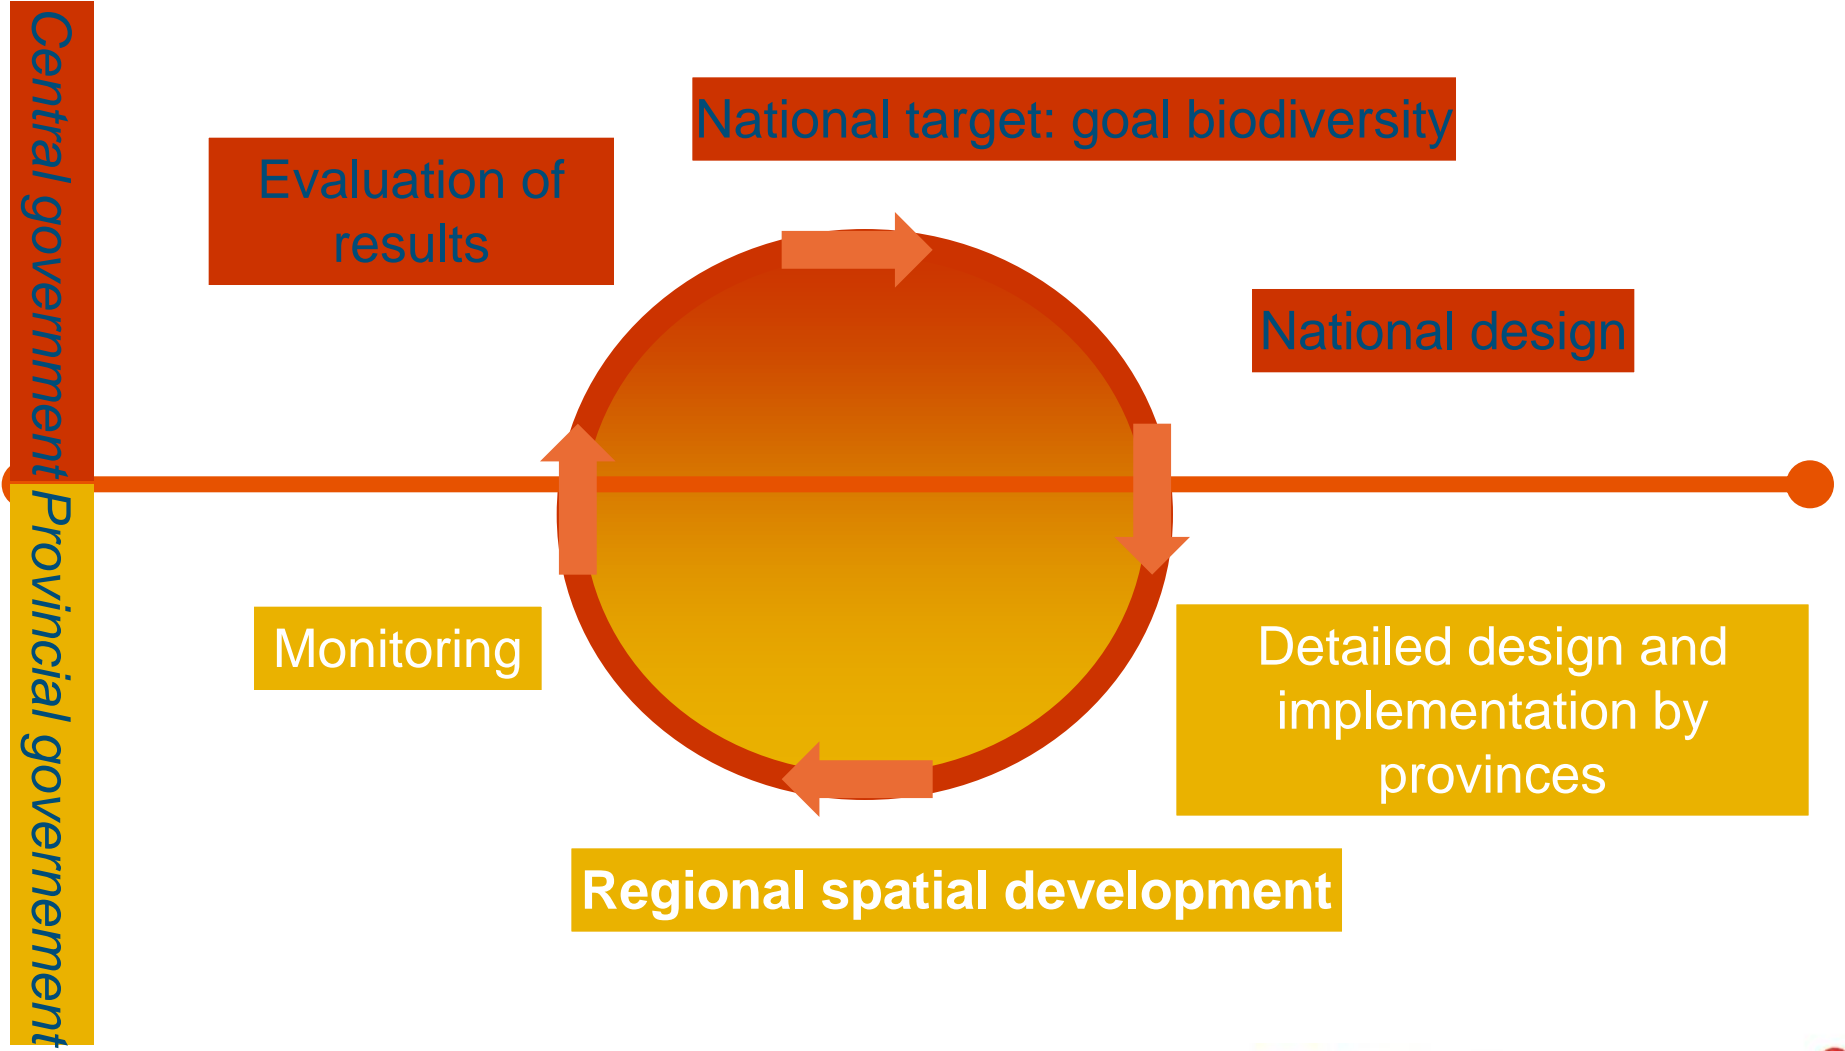 Central government
National target: goal biodiversity
Evaluation of
results
National design
Provincial governement
Monitoring
Detailed design and
implementation by
provinces
Regional spatial development